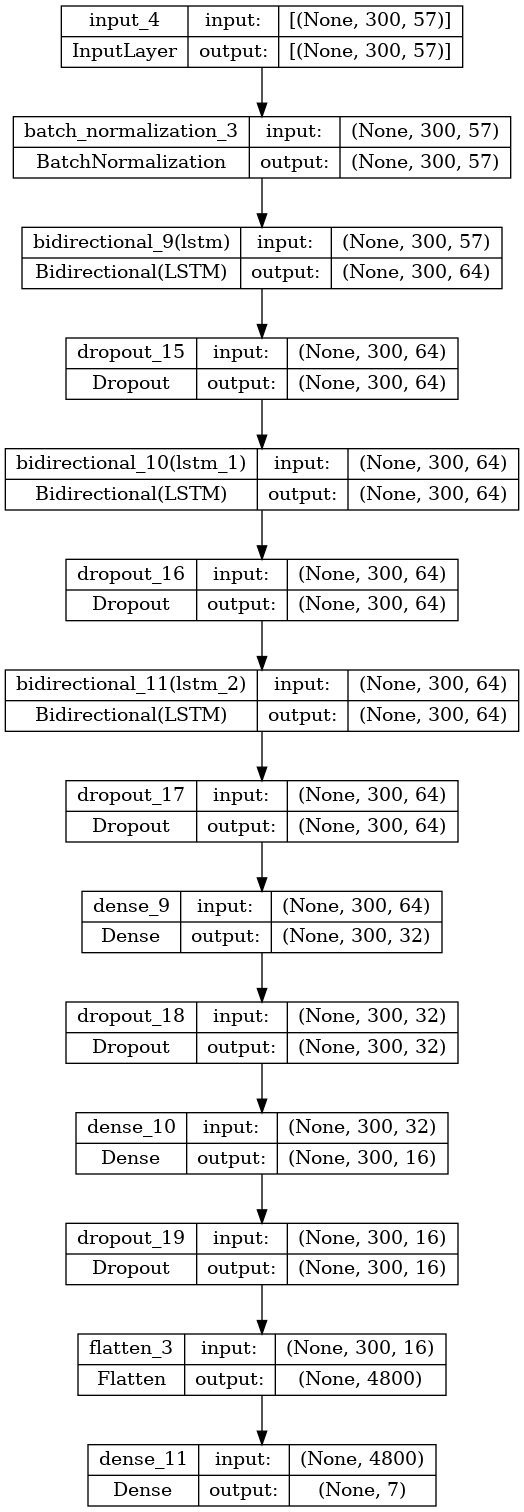 input_4 input: [(None, 300, 57)]
InputLayer output: [(None, 300, 57)]
batch_normalization_3 input: (None, 300, 57)
BatchNormalization output: (None, 300, 57)
bidirectional_9(lstm) input: (None, 300, 57)
Bidirectional(LSTM) output: (None, 300, 64)
dropout_15 input: (None, 300, 64)
Dropout output: (None, 300, 64)
bidirectional_10(lstm_1) input: (None, 300, 64)
Bidirectional(LSTM) output: (None, 300, 64)
dropout_16 input: (None, 300, 64)
Dropout output: (None, 300, 64)
bidirectional_11(lstm_2) input: (None, 300, 64)
Bidirectional(LSTM) output: (None, 300, 64)
dropout_17 input: (None, 300, 64)
Dropout output: (None, 300, 64)
dense_9 input: (None, 300, 64)
Dense output: (None, 300, 32)
dropout_18 input: (None, 300, 32)
Dropout output: (None, 300, 32)
dense_10 input: (None, 300, 32)
Dense output: (None, 300, 16)
dropout_19 input: (None, 300, 16)
Dropout output: (None, 300, 16)
flatten_3 input: (None, 300, 16)
Flatten output: (None, 4800)
dense_11 input: (None, 4800)
Dense output: (None, 7)